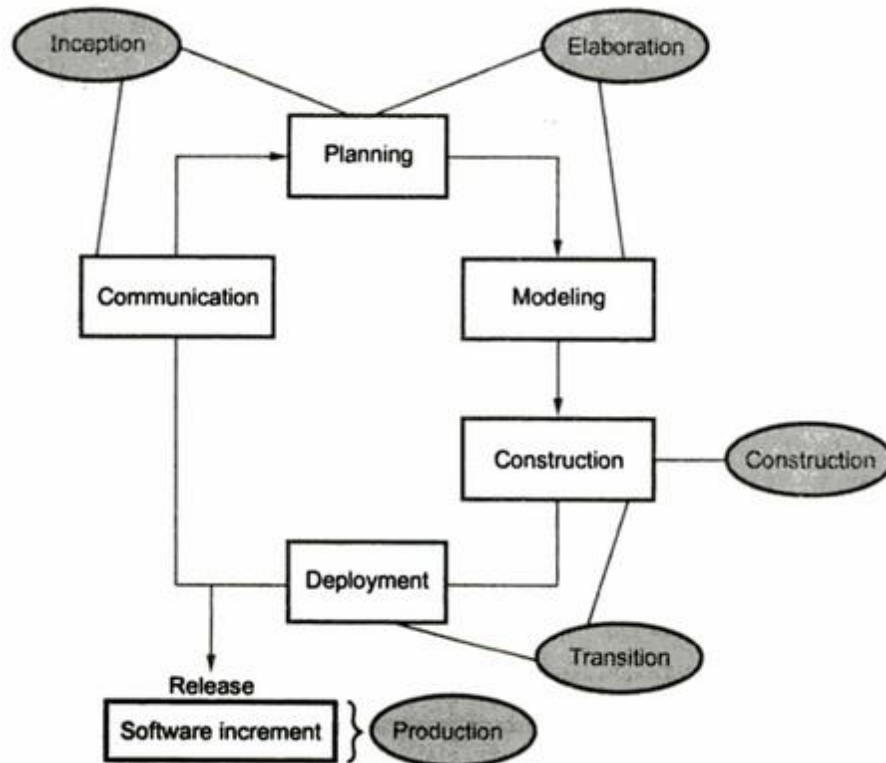 Inception
Elaboration
Planning
Communication
Modeling
Construction
Construction
Deployment
Transition
Release
Software increment
Production